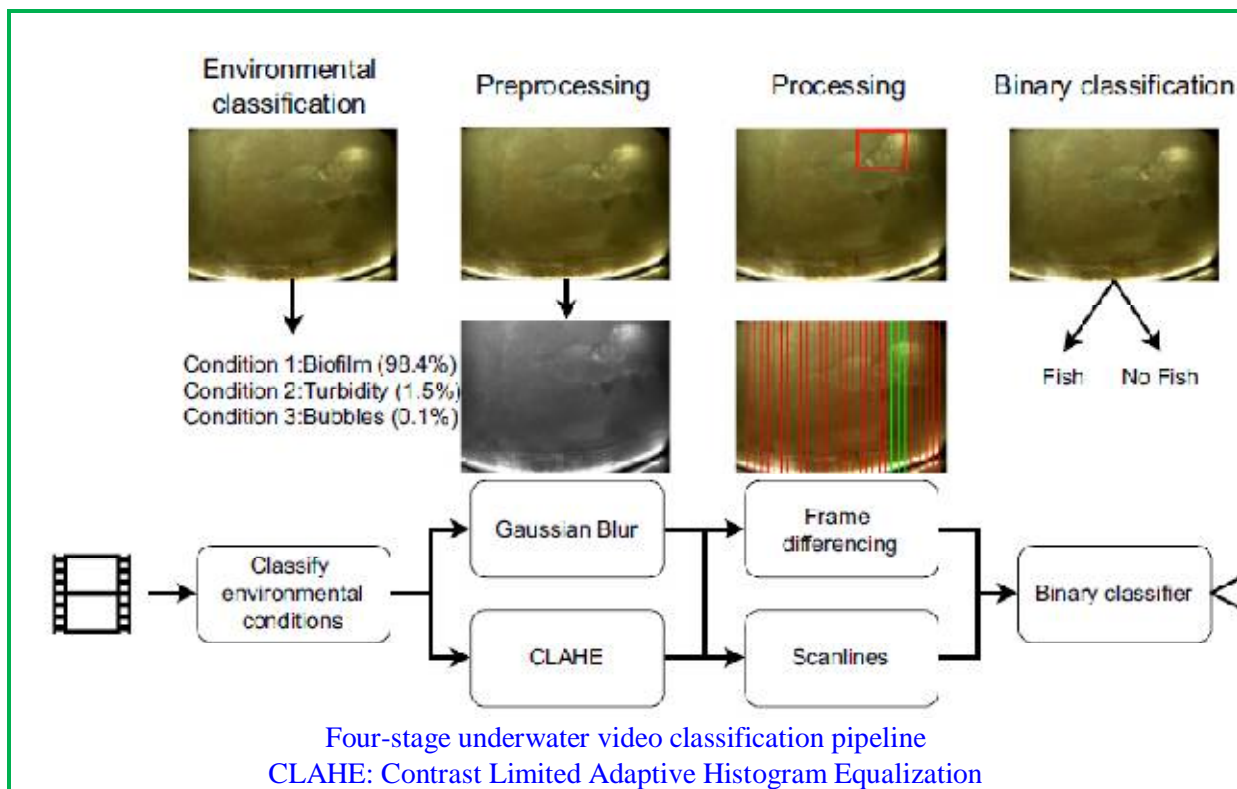 Environmental
classification
Preprocessing
Processing
Binary classification
Condition 1:Biofilm (98.4%)
Condition 2:Turbidity (1.5%)
Condition 3:Bubbles (0.1%)
Fish
No Fish
Gaussian Blur
Frame
differencing
Classify
environmental
conditions
Binary classifier
CLAHE
Scanlines
Four-stage underwater video classification pipeline
CLAHE: Contrast Limited Adaptive Histogram Equalization